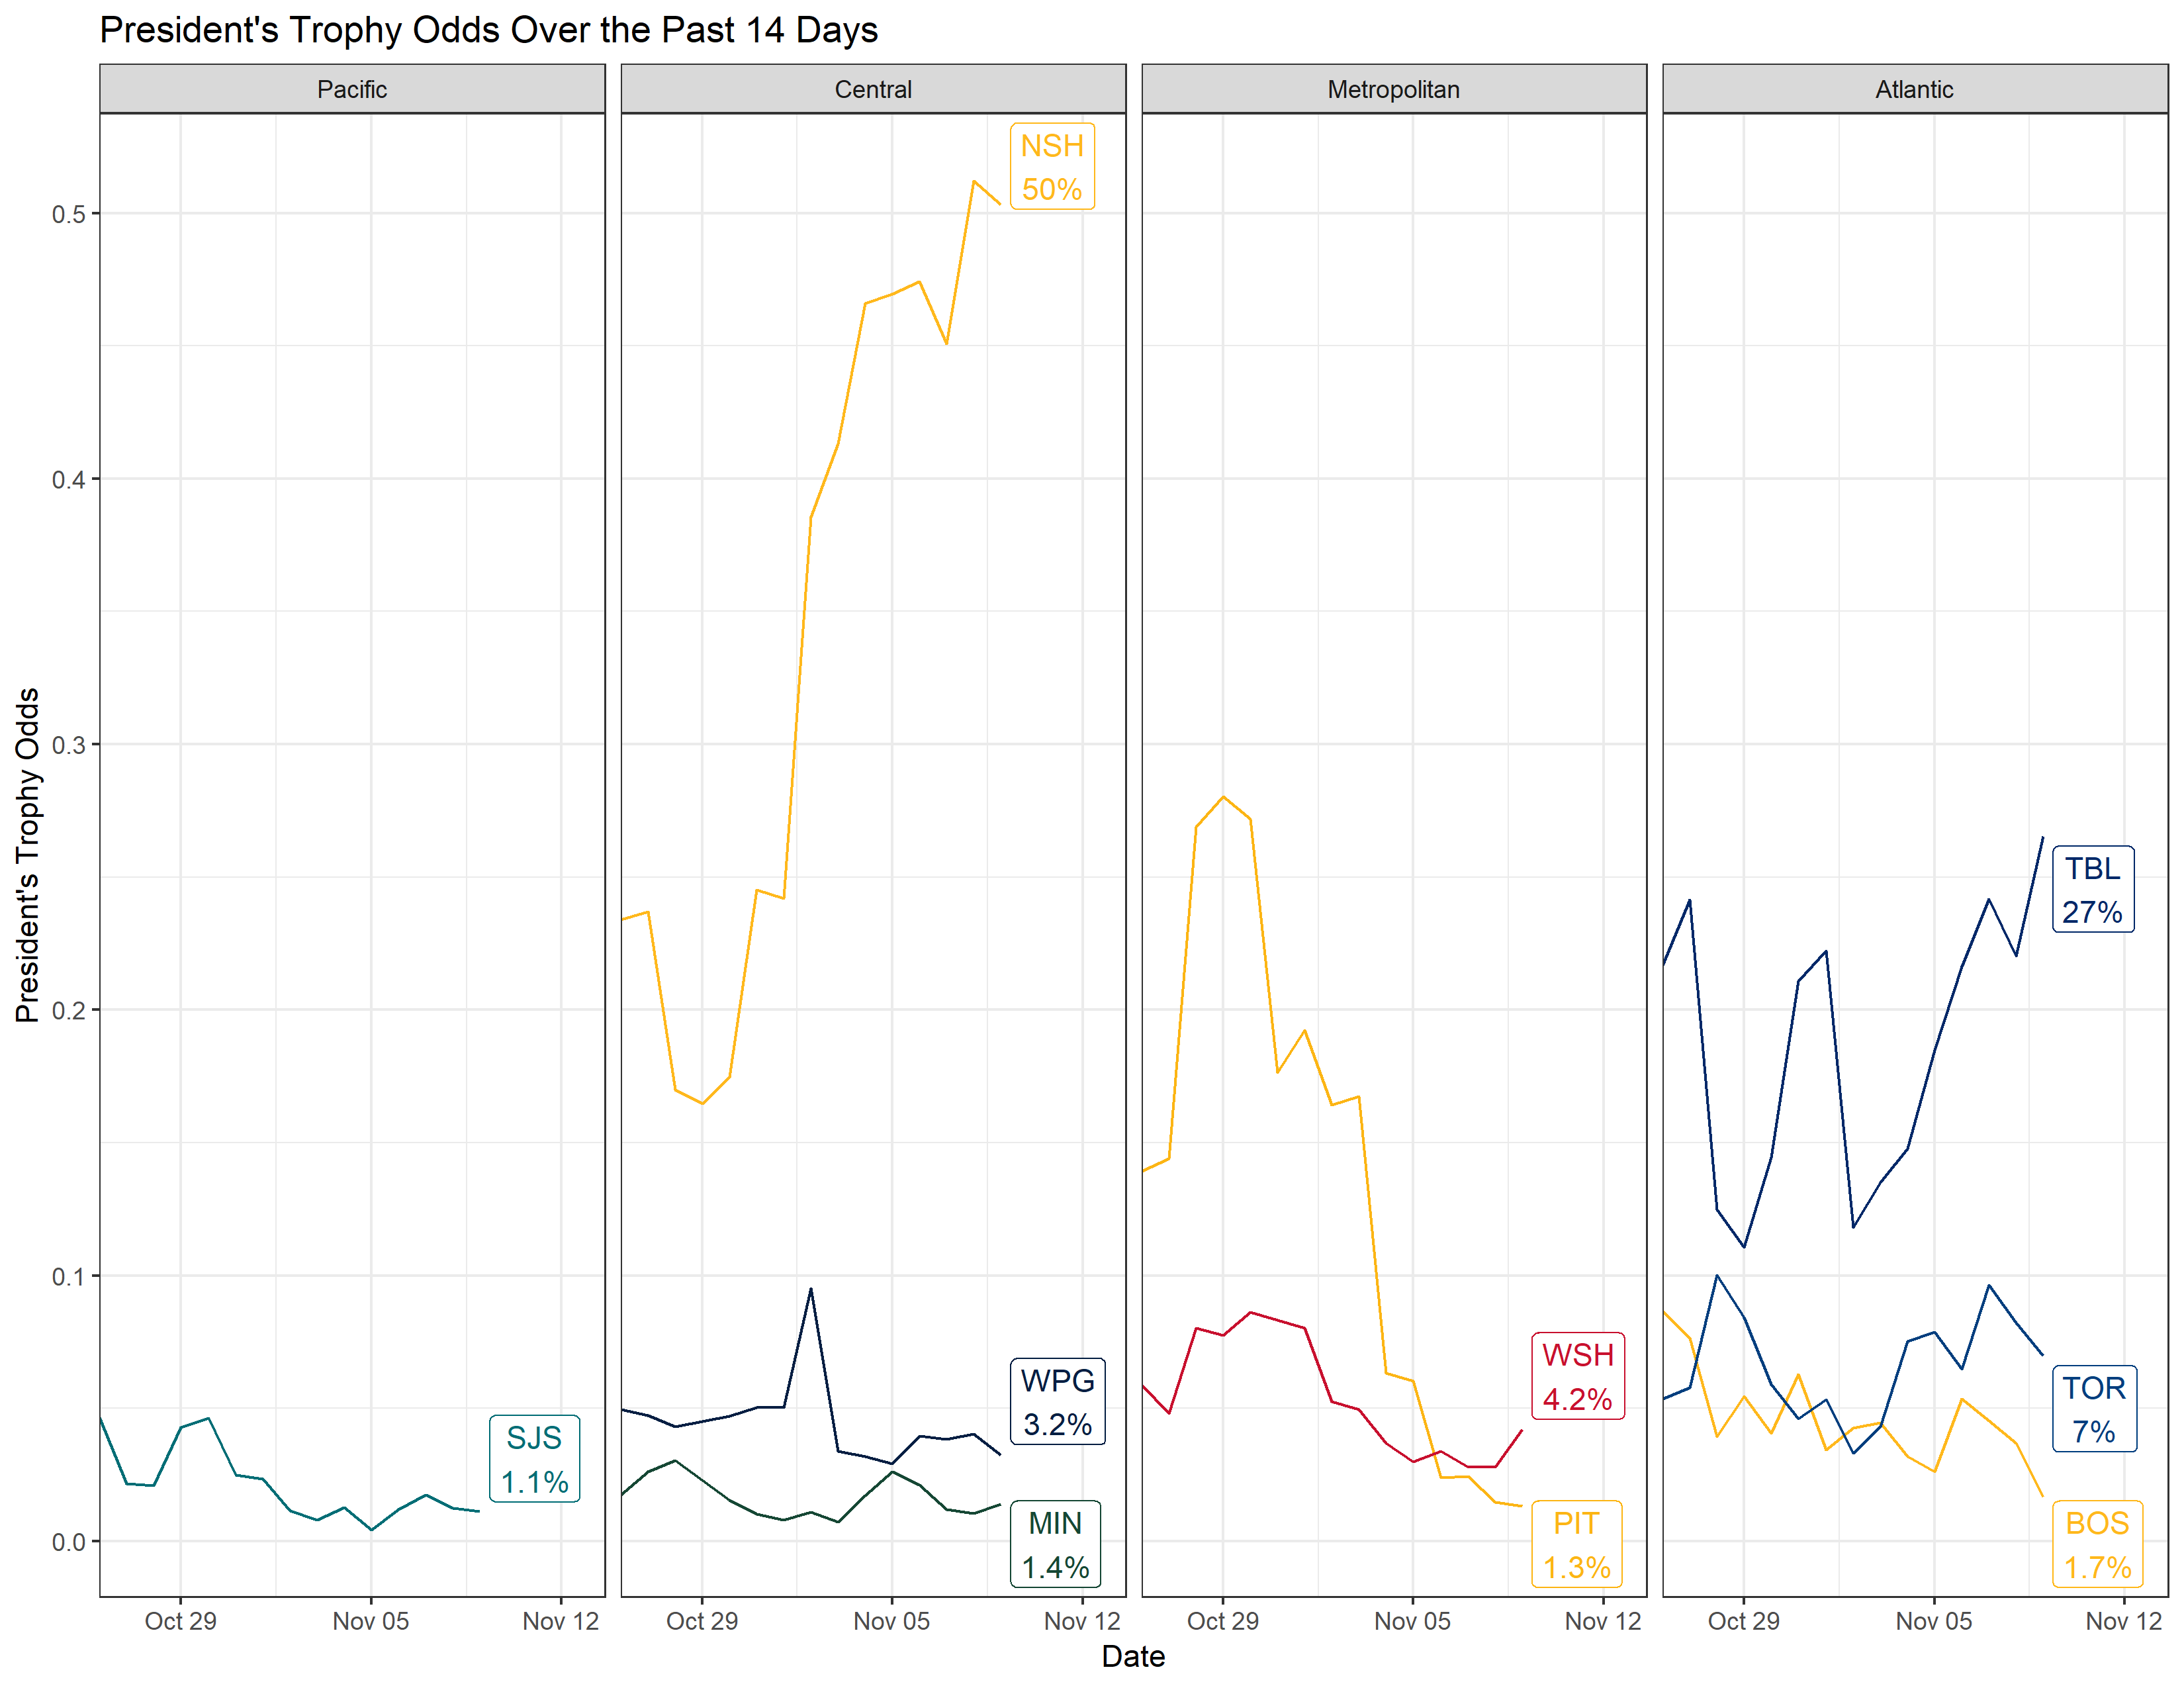 President's Trophy Odds Over the Past 14 Days
Pacific
Central
Metropolitan
Atlantic
President's Trophy Odds
0.5
0.4
0.3
0.2
0.1
0.0
SJS
1.1%
NSH
50%
WPG
3.2%
MIN
1.4%
WSH
4.2%
PIT
1.3%
TBL
27%
TOR
7%
BOS
1.7%
Oct 29 Nov 05 Nov 12
Oct 29 Nov 05 Nov 12
Oct 29 Nov 05 Nov 12
Oct 29 Nov 05 Nov 12
Date